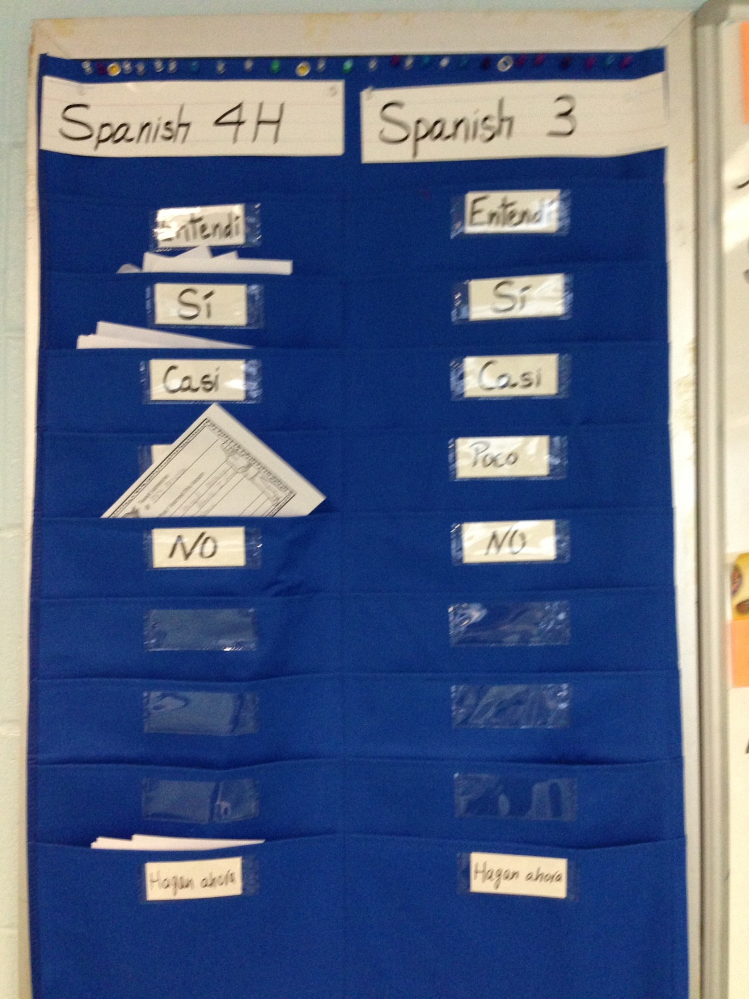 Spanish 4H
Spanish 3
Entendí
Entendí
Sí
Sí
Casi
Casi
Poco
NO
NO
Hagan ahora
Hagan ahora